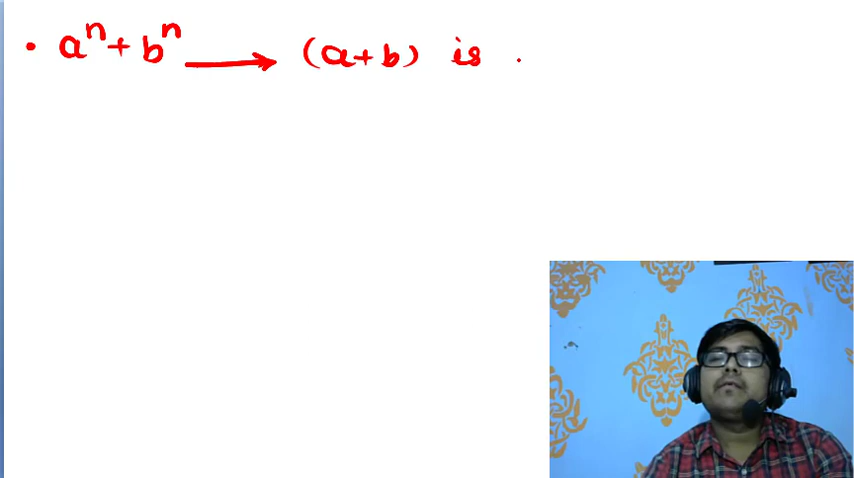 • aⁿ + bⁿ ⟶ (a+b) is .